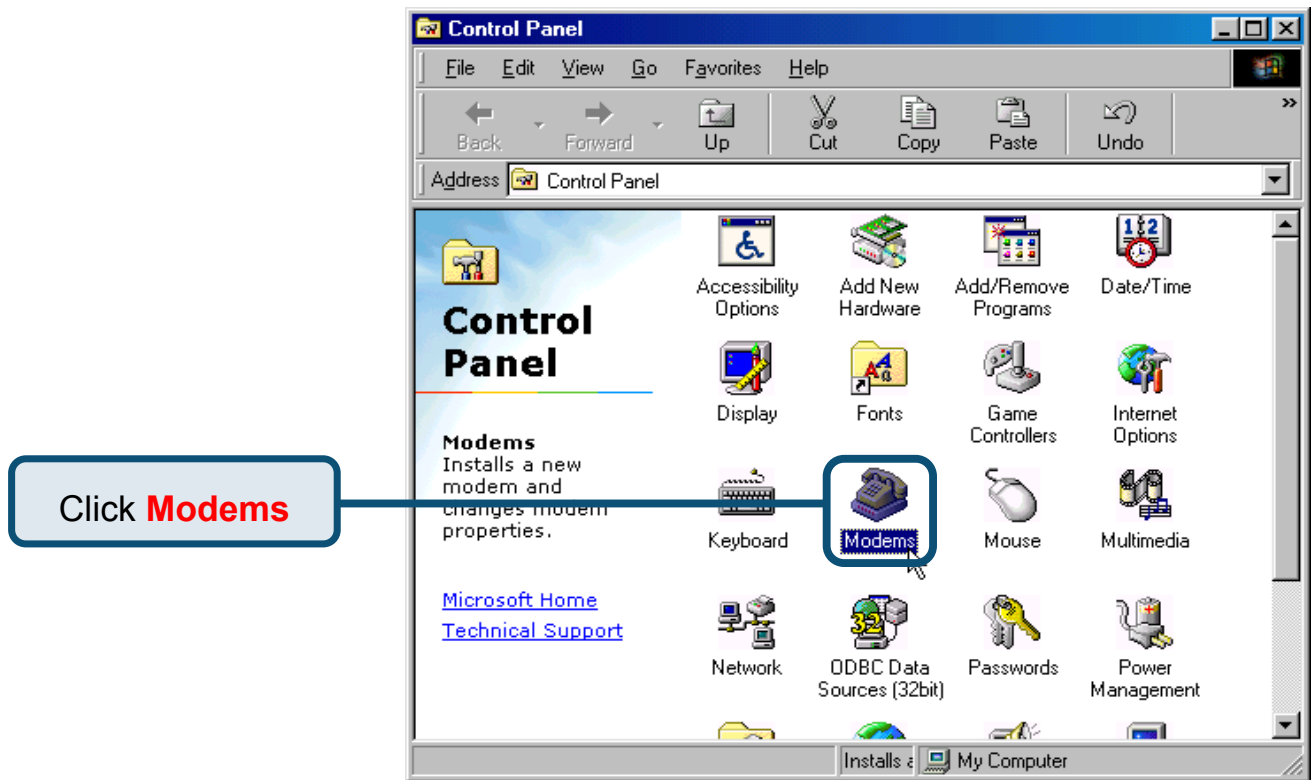 Control Panel
File Edit View Go Favorites Help
Back Forward Up Cut Copy Paste Undo »
Address Control Panel
Control
Panel
Modems
Installs a new
modem and
changes modem
properties.
Microsoft Home
Technical Support
Accessibility
Options
Add New
Hardware
Add/Remove
Programs
Date/Time
Display
Fonts
Game
Controllers
Internet
Options
Keyboard
Modems
Mouse
Multimedia
Network
ODBC Data
Sources (32bit)
Passwords
Power
Management
Click Modems
Installs a My Computer